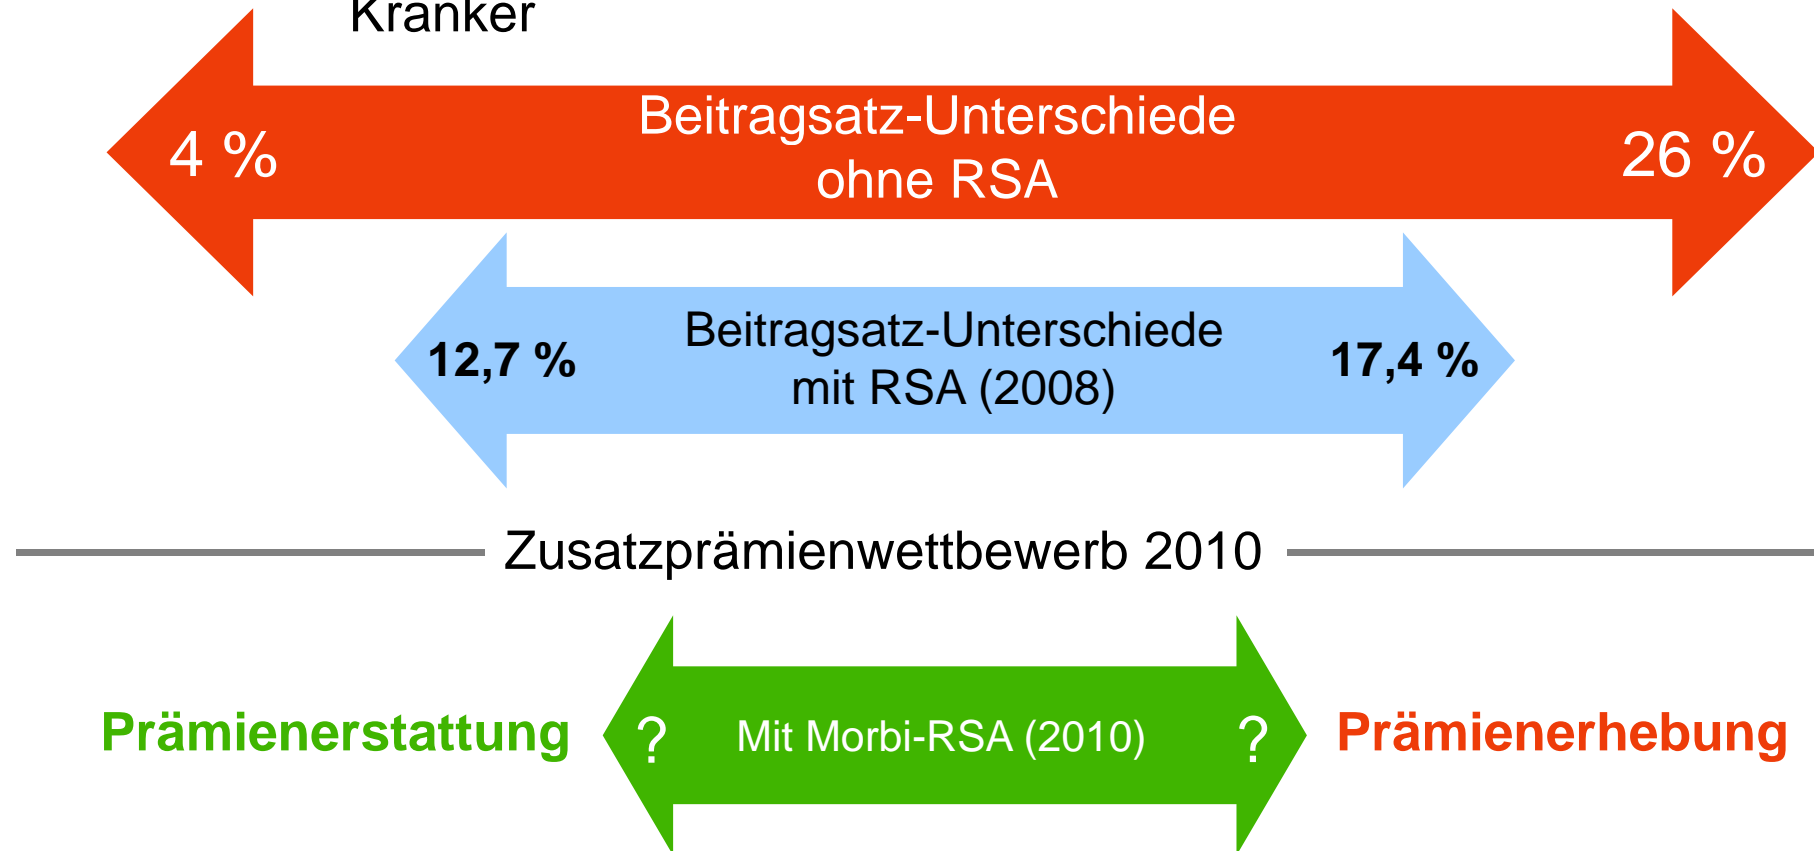 Kranker
Beitragsatz-Unterschiede
4 % ohne RSA 26 %
Beitragsatz-Unterschiede
12,7 % mit RSA (2008) 17,4 %
Zusatzprämienwettbewerb 2010
Prämienerstattung ? Mit Morbi-RSA (2010) ? Prämienerhebung